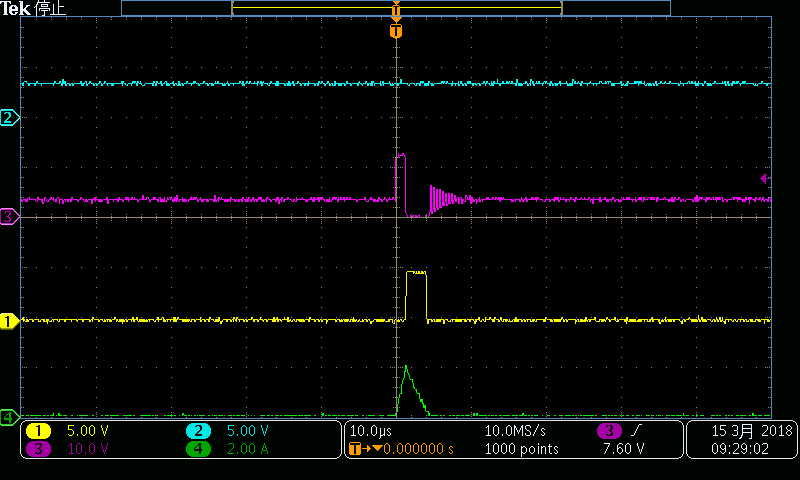 Tek 停止
T
T
2
3
1
4
1 5.00 V 2 5.00 V 10.0µs 10.0MS/s 3 15 3月 2018
3 10.0 V 4 2.00 A T→▼0.000000 s 1000 points 7.60 V 09:29:02